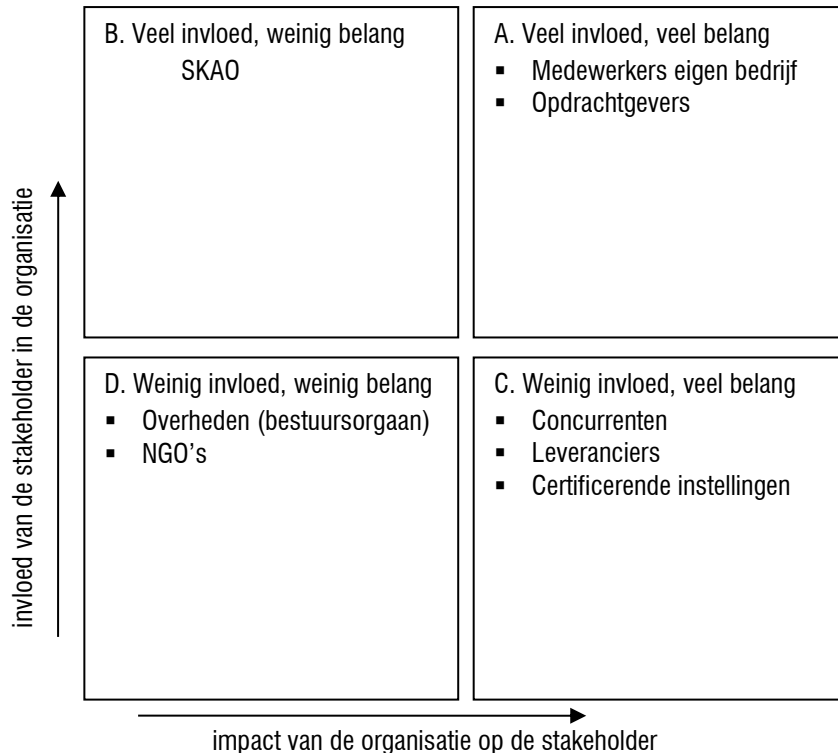 B. Veel invloed, weinig belang
SKAO
A. Veel invloed, veel belang
▪ Medewerkers eigen bedrijf
▪ Opdrachtgevers
invloed van de stakeholder in de organisatie
D. Weinig invloed, weinig belang
▪ Overheden (bestuursorgaan)
▪ NGO’s
C. Weinig invloed, veel belang
▪ Concurrenten
▪ Leveranciers
▪ Certificerende instellingen
impact van de organisatie op de stakeholder